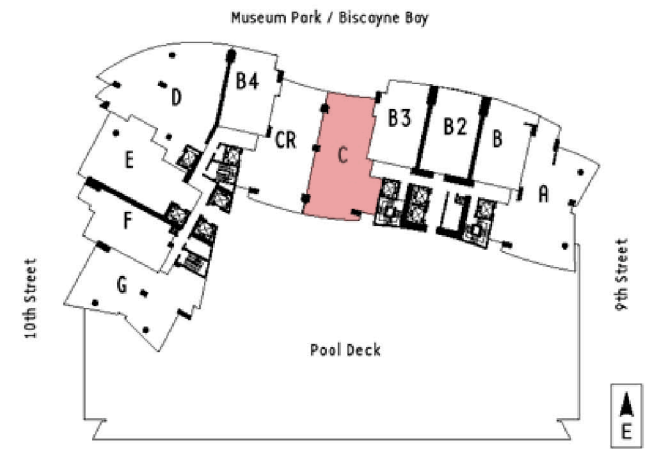 Museum Park / Biscayne Bay
B4
D
B3
B2
CR
B
C
E
A
F
G
10th Street
9th Street
Pool Deck
E